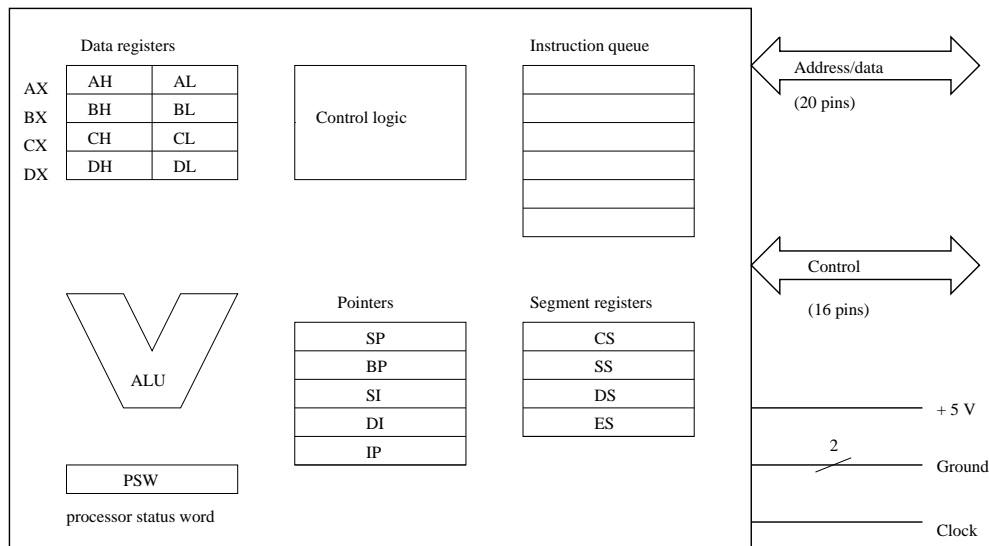 Data registers
Instruction queue
AX
AH
AL
BX
BH
BL
CX
CH
CL
DX
DH
DL
Control logic
Address/data
(20 pins)
Control
(16 pins)
ALU
Pointers
SP
BP
SI
DI
IP
Segment registers
CS
SS
DS
ES
PSW
processor status word
+ 5 V
2
Ground
Clock